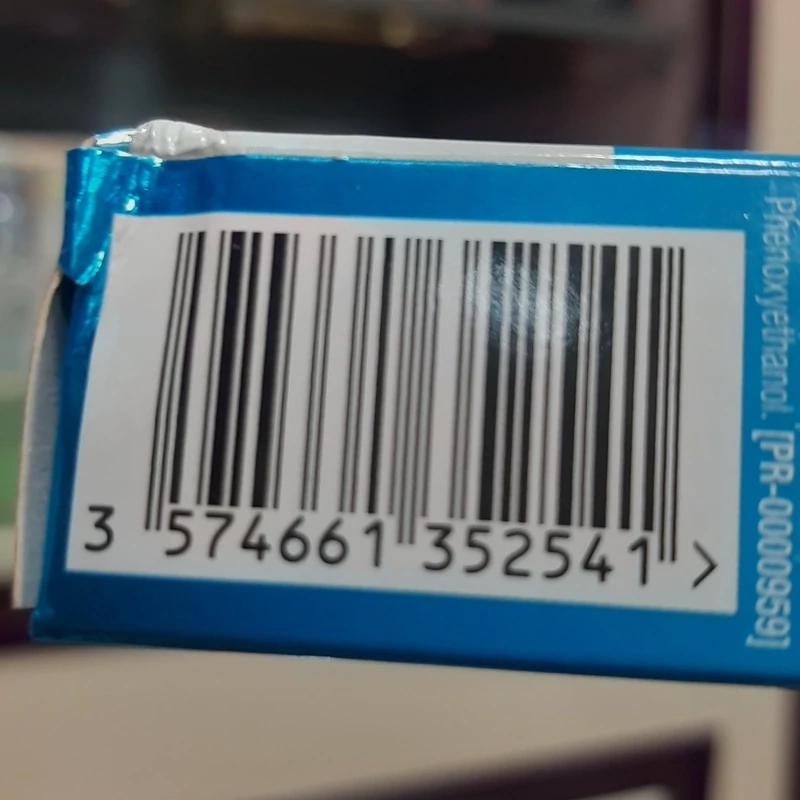 3 574661 352541 >
Phenoxyethanol. [PR-0000959]